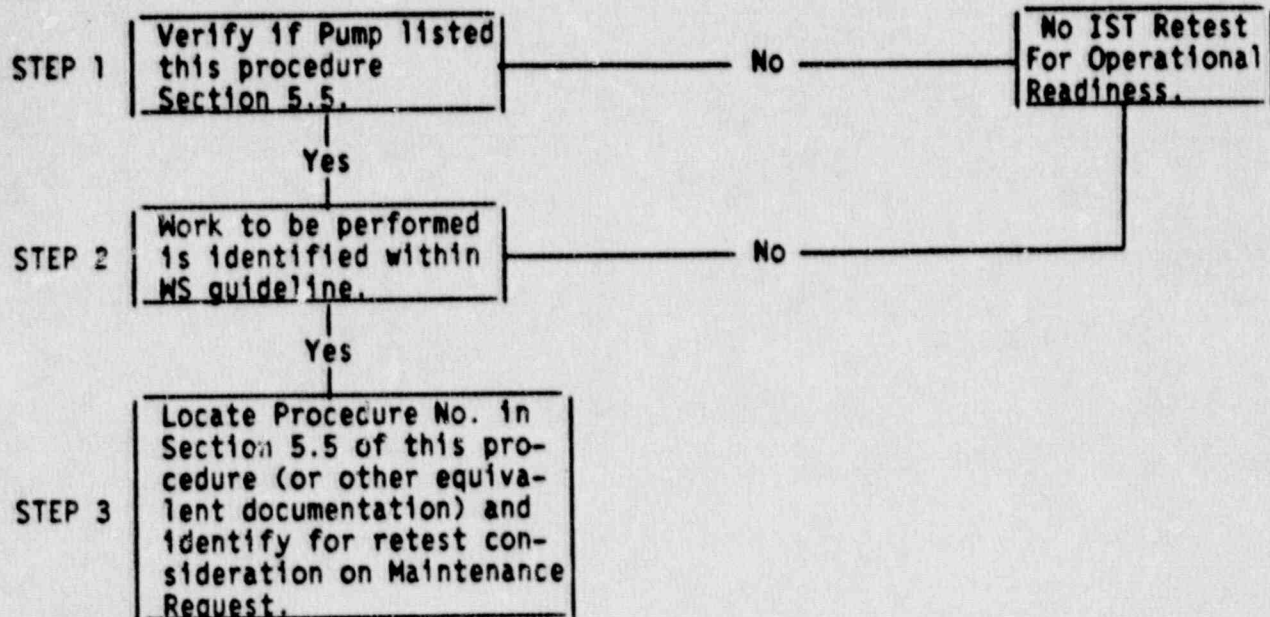 STEP 1
Verify if Pump listed
this procedure
Section 5.5.
No
No IST Retest
For Operational
Readiness.
Yes
STEP 2
Work to be performed
is identified within
WS guideline.
No
Yes
STEP 3
Locate Procedure No. in
Section 5.5 of this pro-
cedure (or other equiva-
lent documentation) and
identify for retest con-
sideration on Maintenance
Request.